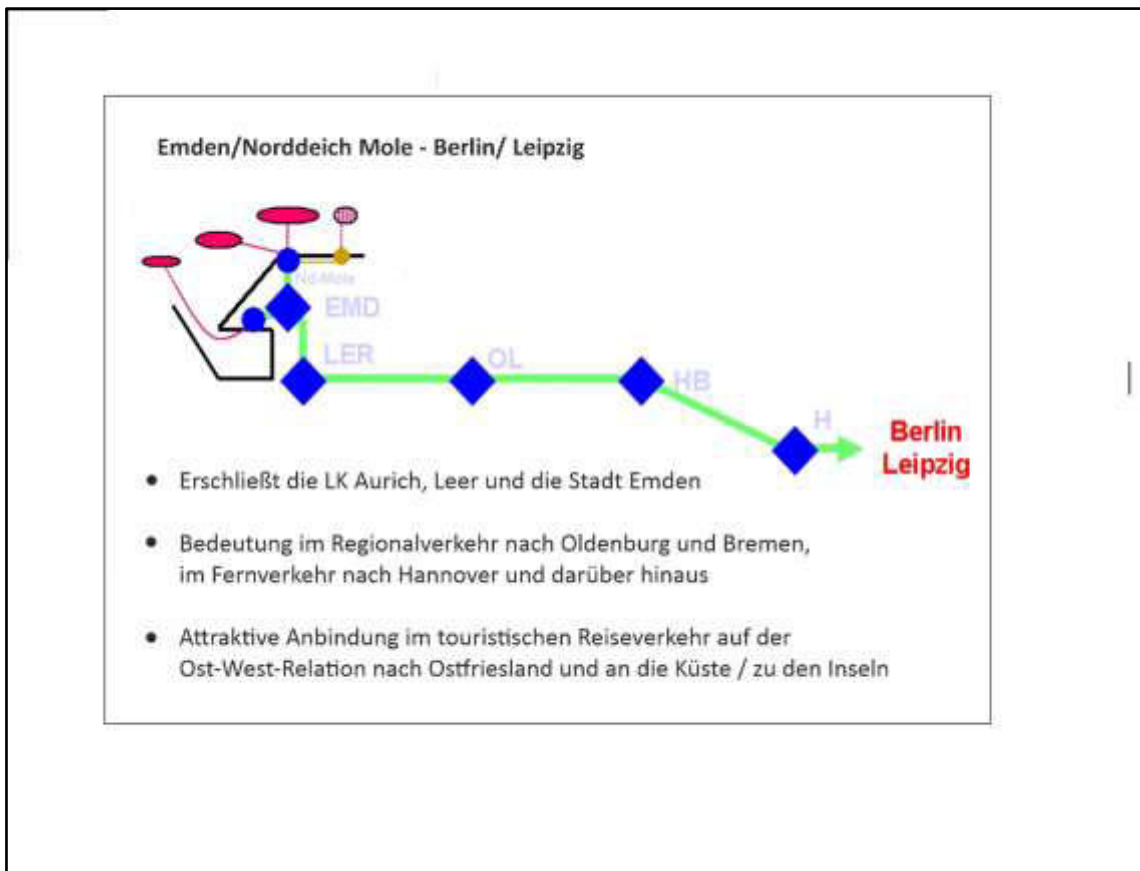 Emden/Norddeich Mole - Berlin/ Leipzig
Nd-Mole
EMD
LER
OL
HB
H
Berlin
Leipzig
• Erschließt die LK Aurich, Leer und die Stadt Emden
• Bedeutung im Regionalverkehr nach Oldenburg und Bremen,
im Fernverkehr nach Hannover und darüber hinaus
• Attraktive Anbindung im touristischen Reiseverkehr auf der
Ost-West-Relation nach Ostfriesland und an die Küste / zu den Inseln